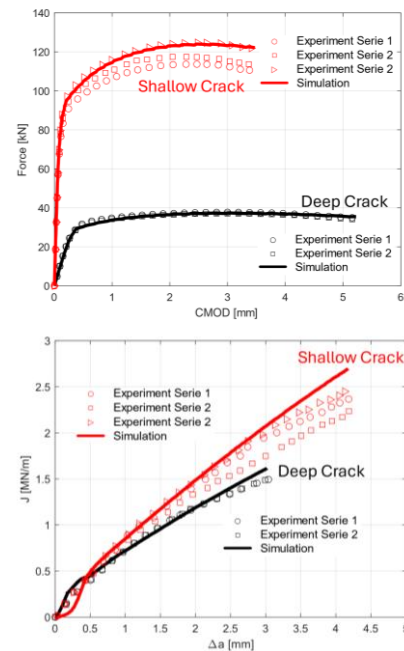 140
120
100
80
60
40
20
0
Force [kN]
Experiment Serie 1
Experiment Serie 2
Experiment Serie 2
Simulation
Shallow Crack
Deep Crack
Experiment Serie 1
Experiment Serie 2
Simulation
0 1 2 3 4 5 6
CMOD [mm]
3
2.5
2
1.5
1
0.5
0
J [MN/m]
Shallow Crack
Experiment Serie 1
Experiment Serie 2
Experiment Serie 2
Simulation
Deep Crack
Experiment Serie 1
Experiment Serie 2
Simulation
0 0.5 1 1.5 2 2.5 3 3.5 4 4.5
Δa [mm]